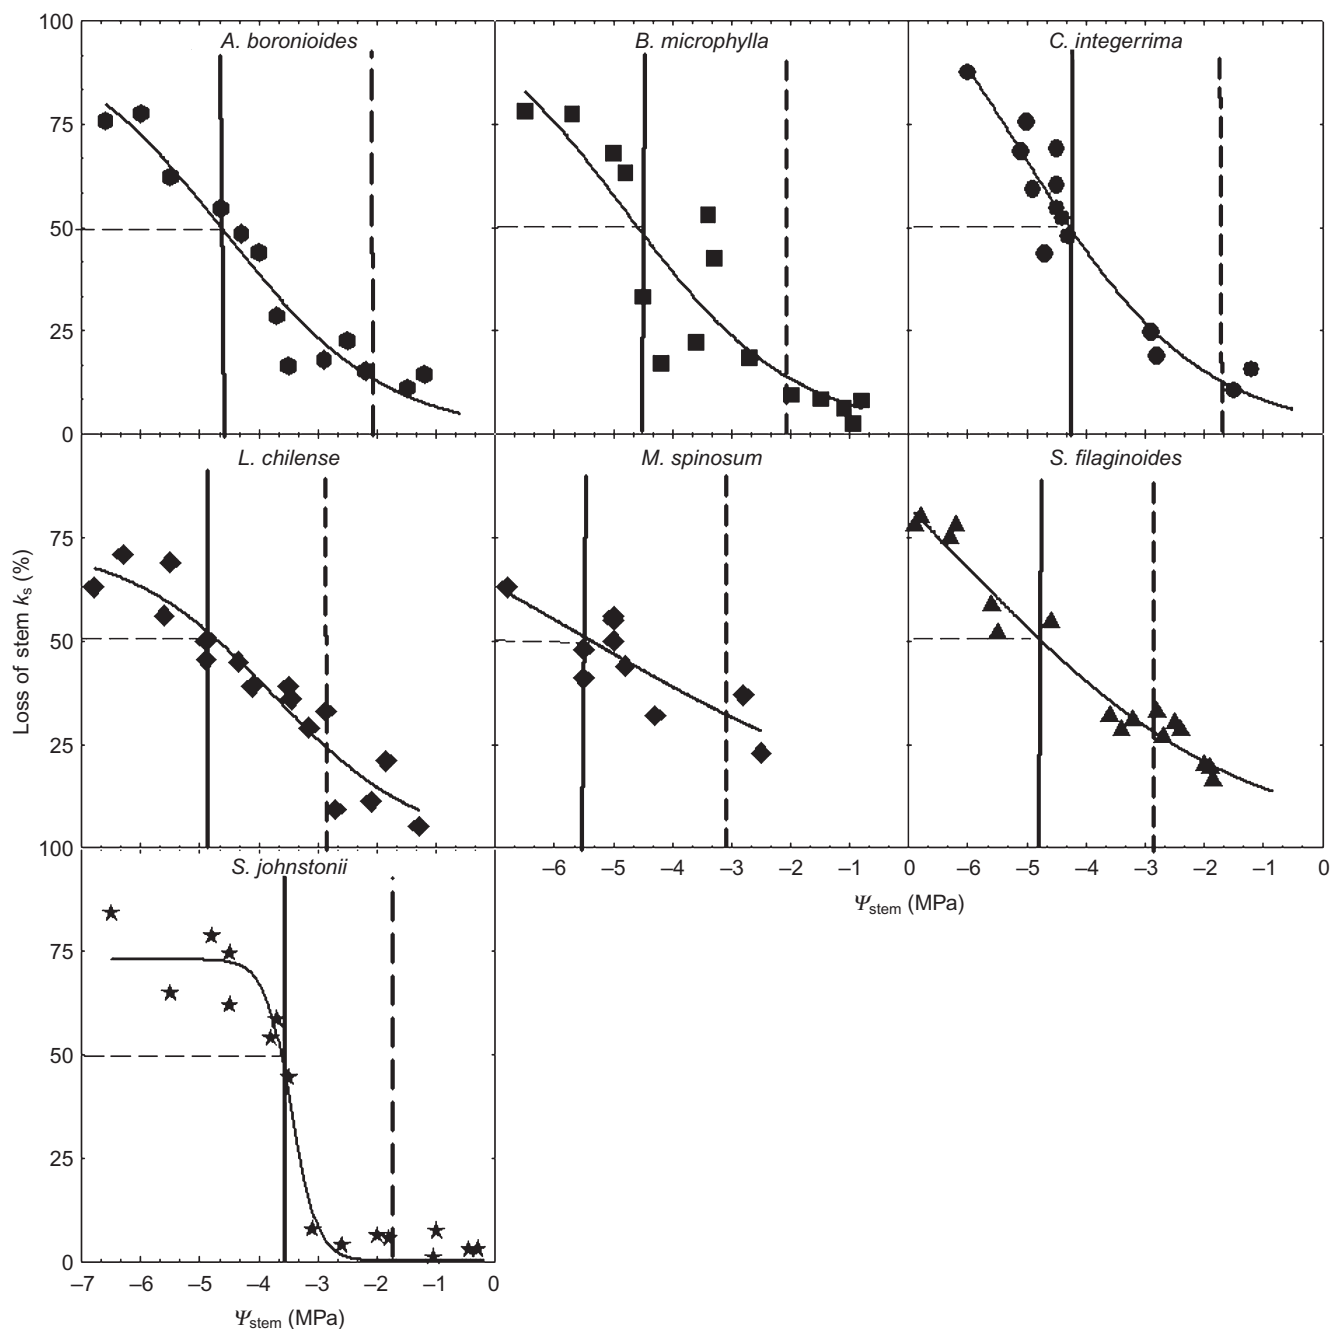 100
A. boronioides
B. microphylla
C. integerrima
75
50
25
0
L. chilense
M. spinosum
S. filaginoides
75
50
25
100
Loss of stem ks (%)
–6 –5 –4 –3 –2 –1 0 –6 –5 –4 –3 –2 –1 0
Ψstem (MPa)
S. johnstonii
75
50
25
0
–7 –6 –5 –4 –3 –2 –1 0
Ψstem (MPa)